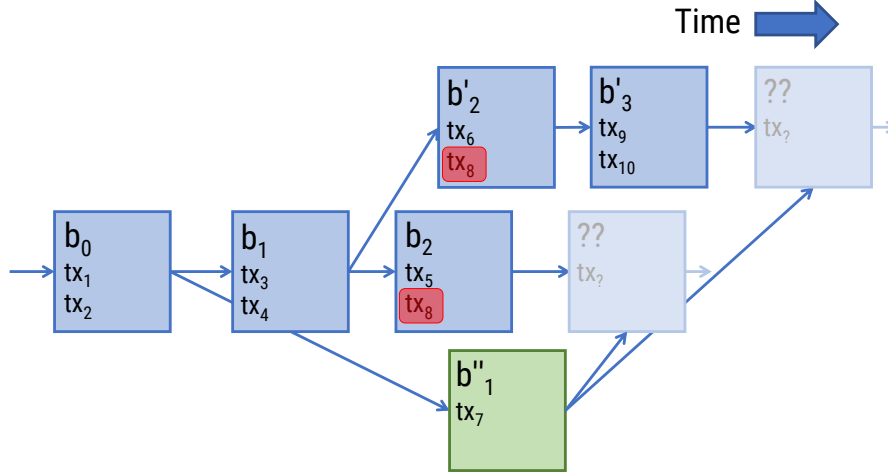 Time
b'₂
tx₆
tx₈
b'₃
tx₉
tx₁₀
??
tx?
b₀
tx₁
tx₂
b₁
tx₃
tx₄
b₂
tx₅
tx₈
??
tx?
b''₁
tx₇